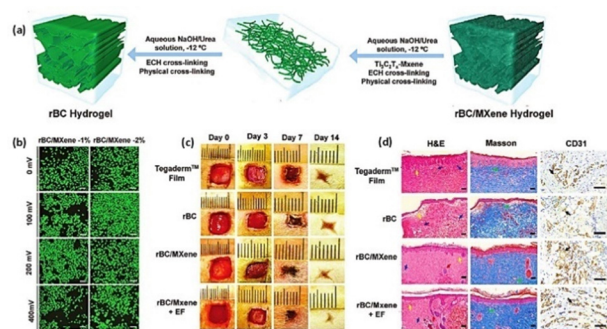 (a)
Aqueous NaOH/Urea
solution, -12 ºC
ECH cross-linking
Physical cross-linking
Aqueous NaOH/Urea
solution, -12 ºC
Ti₃C₂Tₓ-Mxene
ECH cross-linking
Physical cross-linking
rBC Hydrogel
rBC/MXene Hydrogel
(b)
rBC/MXene -1% rBC/MXene -2%
0 mV
100 mV
200 mV
400mV
(c)
Day 0 Day 3 Day 7 Day 14
Tegaderm™
Film
rBC
rBC/MXene
rBC/Mxene
+ EF
(d)
H&E Masson CD31
Tegaderm™
Film
rBC
rBC/MXene
rBC/Mxene
+ EF